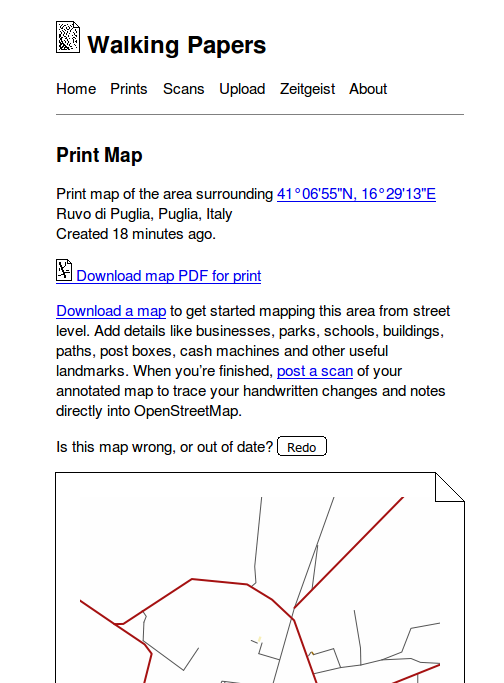 Walking Papers
Home Prints Scans Upload Zeitgeist About
Print Map
Print map of the area surrounding 41°06'55"N, 16°29'13"E
Ruvo di Puglia, Puglia, Italy
Created 18 minutes ago.
Download map PDF for print
Download a map to get started mapping this area from street
level. Add details like businesses, parks, schools, buildings,
paths, post boxes, cash machines and other useful
landmarks. When you’re finished, post a scan of your
annotated map to trace your handwritten changes and notes
directly into OpenStreetMap.
Is this map wrong, or out of date? Redo